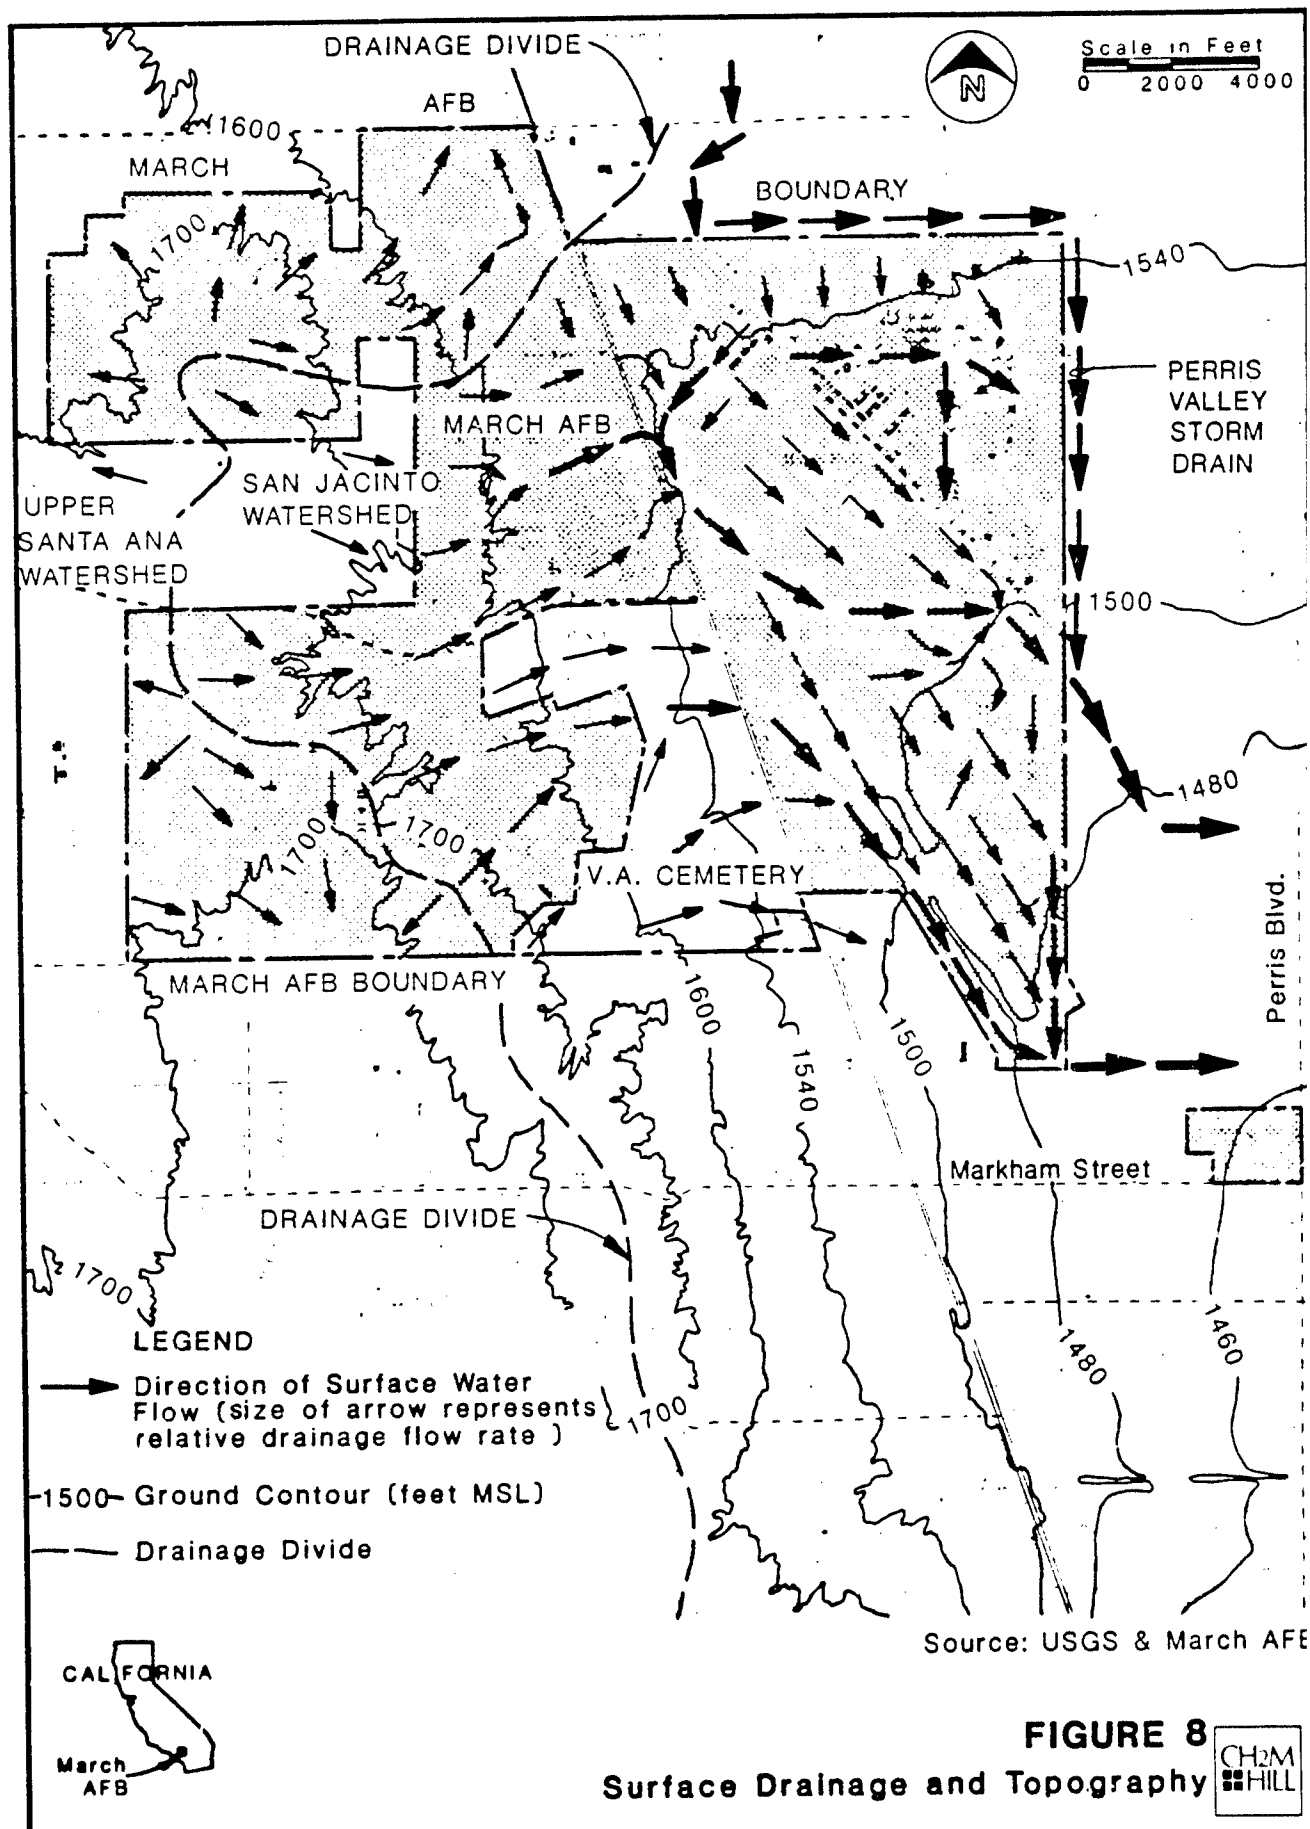 DRAINAGE DIVIDE
AFB
N
Scale in Feet
0 2000 4000
1600
MARCH
BOUNDARY
1700
1540
PERRIS
VALLEY
STORM
DRAIN
MARCH AFB
SAN JACINTO
WATERSHED
UPPER
SANTA ANA
WATERSHED
1500
1480
1700
1700
V.A. CEMETERY
Perris Blvd.
MARCH AFB BOUNDARY
1600
1540
1500
Markham Street
DRAINAGE DIVIDE
1700
1480
1460
1700
LEGEND
Direction of Surface Water
Flow (size of arrow represents
relative drainage flow rate )
-1500- Ground Contour (feet MSL)
Drainage Divide
Source: USGS & March AFB
CALIFORNIA
March
AFB
FIGURE 8
Surface Drainage and Topography
CH2M
HILL